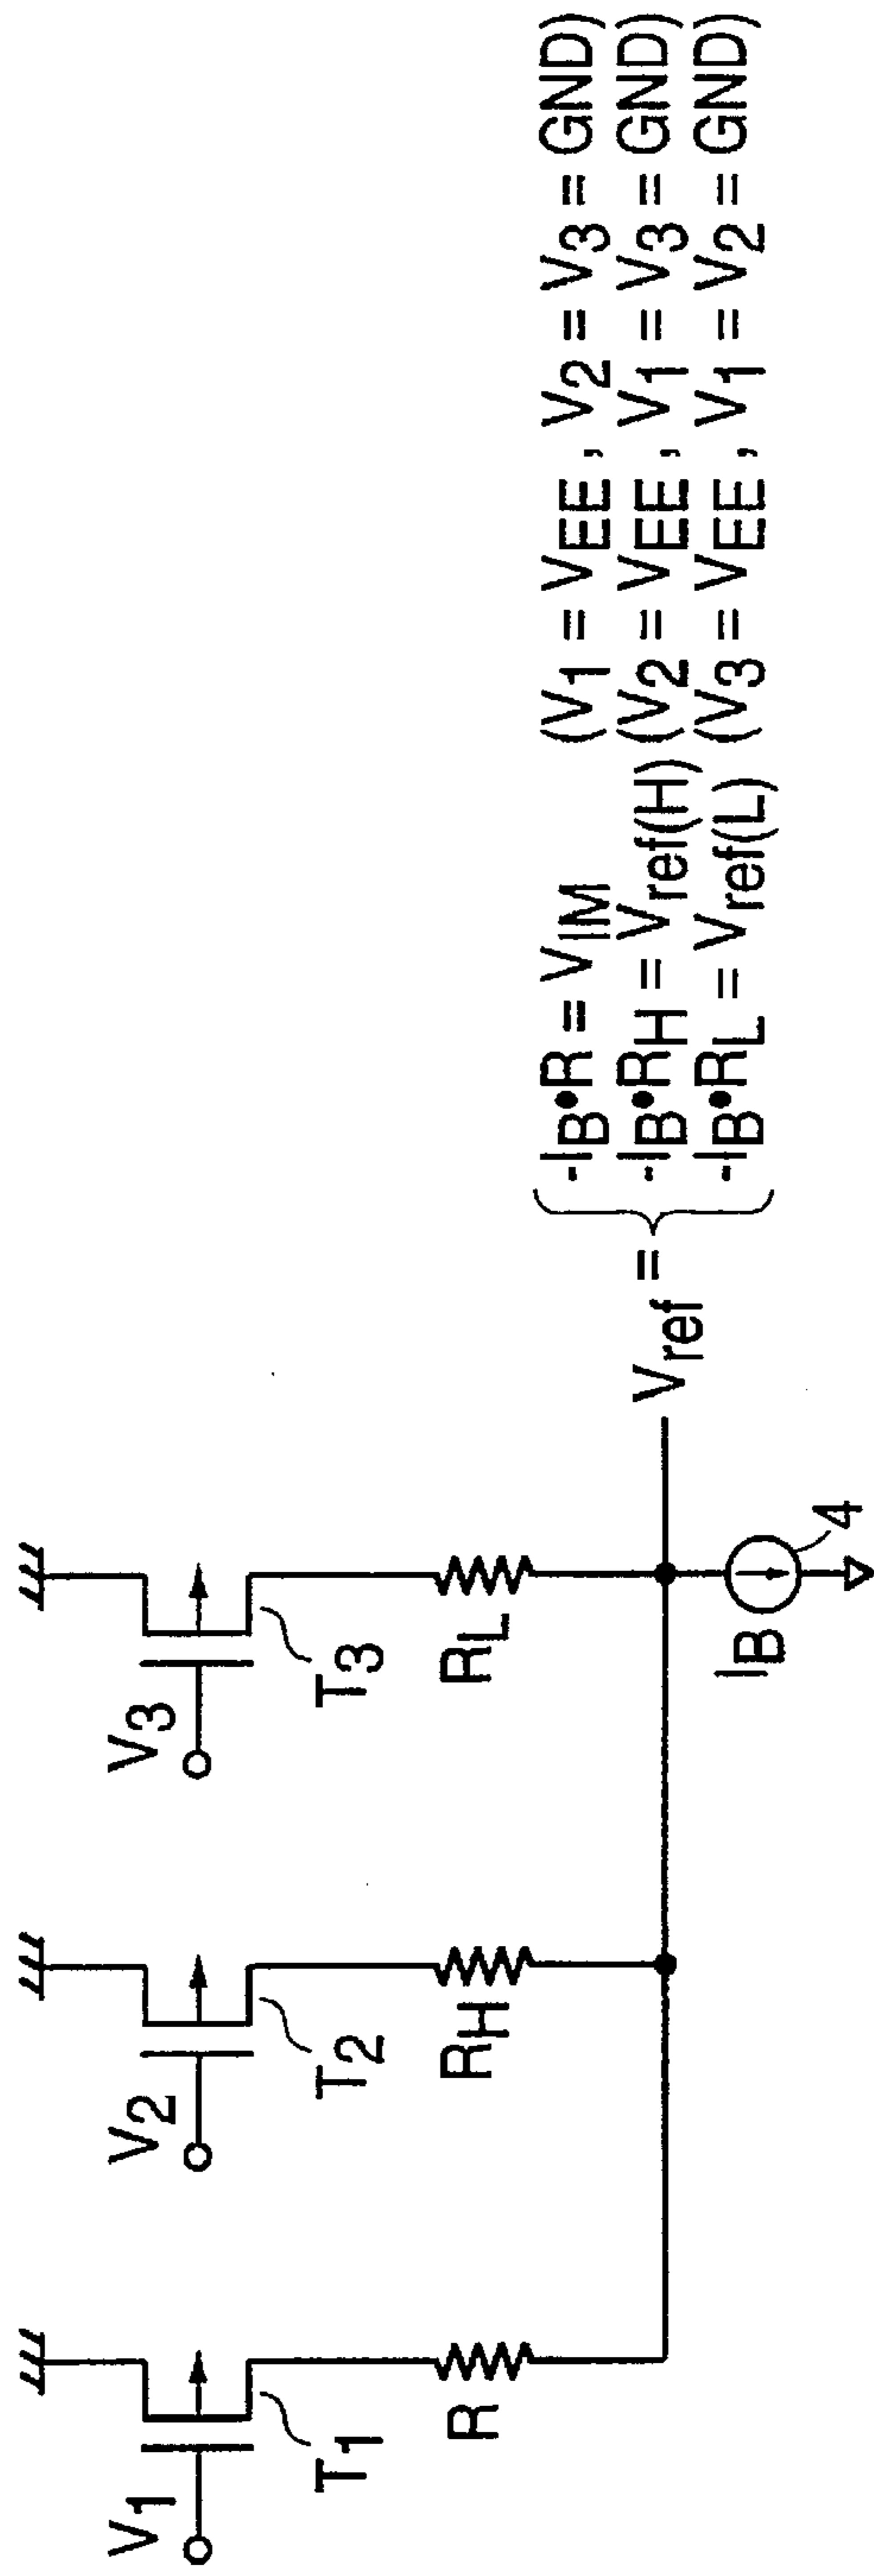 V1
T1
R
V2
T2
RH
V3
T3
RL
IB
4
Vref =
-IB•R = VIM (V1 = VEE, V2 = V3 = GND)
-IB•RH = Vref(H) (V2 = VEE, V1 = V3 = GND)
-IB•RL = Vref(L) (V3 = VEE, V1 = V2 = GND)